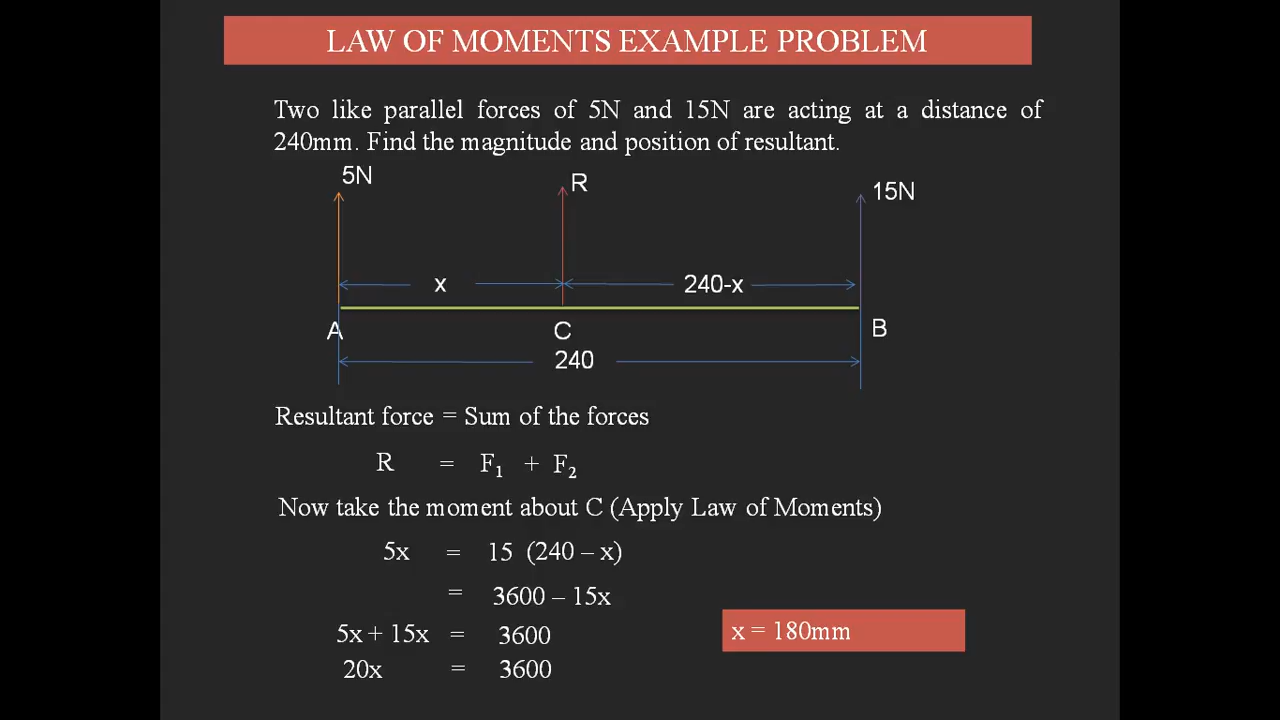 LAW OF MOMENTS EXAMPLE PROBLEM
Two like parallel forces of 5N and 15N are acting at a distance of
240mm. Find the magnitude and position of resultant.
5N
R
15N
x
240-x
A
C
B
240
Resultant force = Sum of the forces
R = F₁ + F₂
Now take the moment about C (Apply Law of Moments)
5x = 15 (240 – x)
= 3600 – 15x
5x + 15x = 3600
x = 180mm
20x = 3600